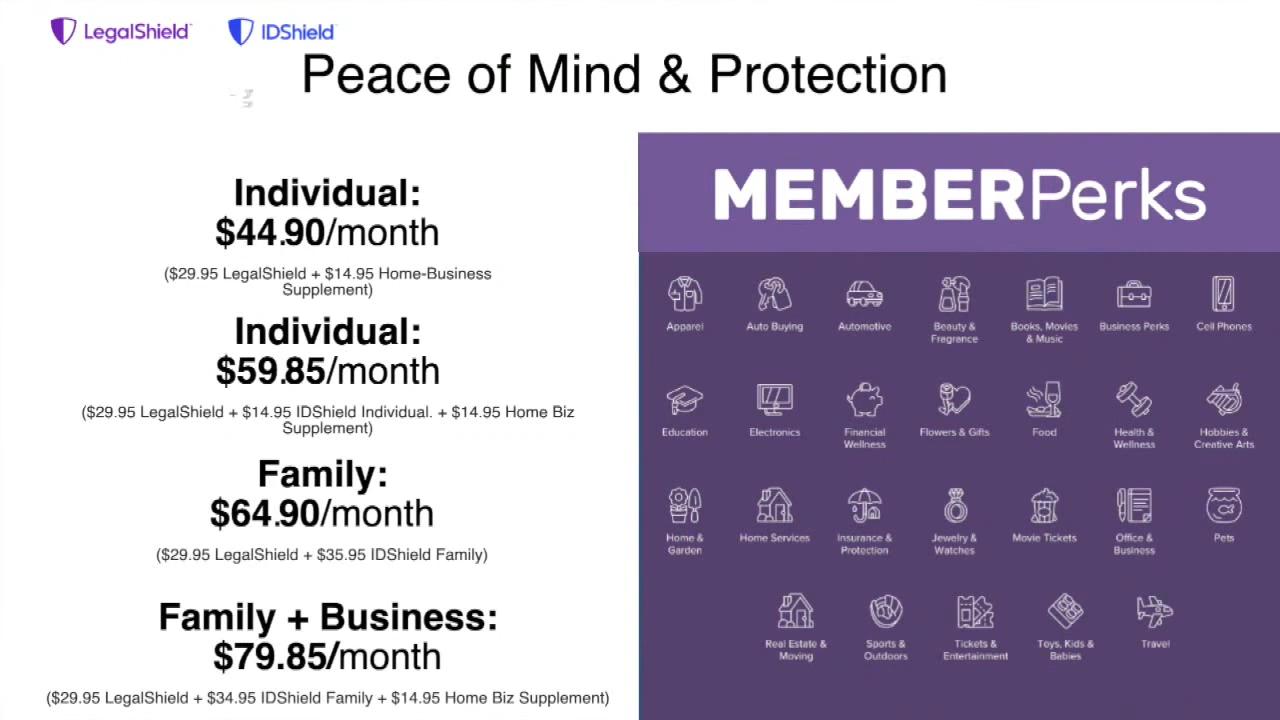 LegalShield
IDShield
Peace of Mind & Protection
Individual:
$44.90/month
($29.95 LegalShield + $14.95 Home-Business
Supplement)
Individual:
$59.85/month
($29.95 LegalShield + $14.95 IDShield Individual. + $14.95 Home Biz
Supplement)
Family:
$64.90/month
($29.95 LegalShield + $35.95 IDShield Family)
Family + Business:
$79.85/month
($29.95 LegalShield + $34.95 IDShield Family + $14.95 Home Biz Supplement)
MEMBERPerks
Apparel
Auto Buying
Automotive
Beauty &
Fragrance
Books, Movies
& Music
Business Perks
Cell Phones
Education
Electronics
Financial
Wellness
Flowers & Gifts
Food
Health &
Wellness
Hobbies &
Creative Arts
Home &
Garden
Home Services
Insurance &
Protection
Jewelry &
Watches
Movie Tickets
Office &
Business
Pets
Real Estate &
Moving
Sports &
Outdoors
Tickets &
Entertainment
Toys, Kids &
Babies
Travel